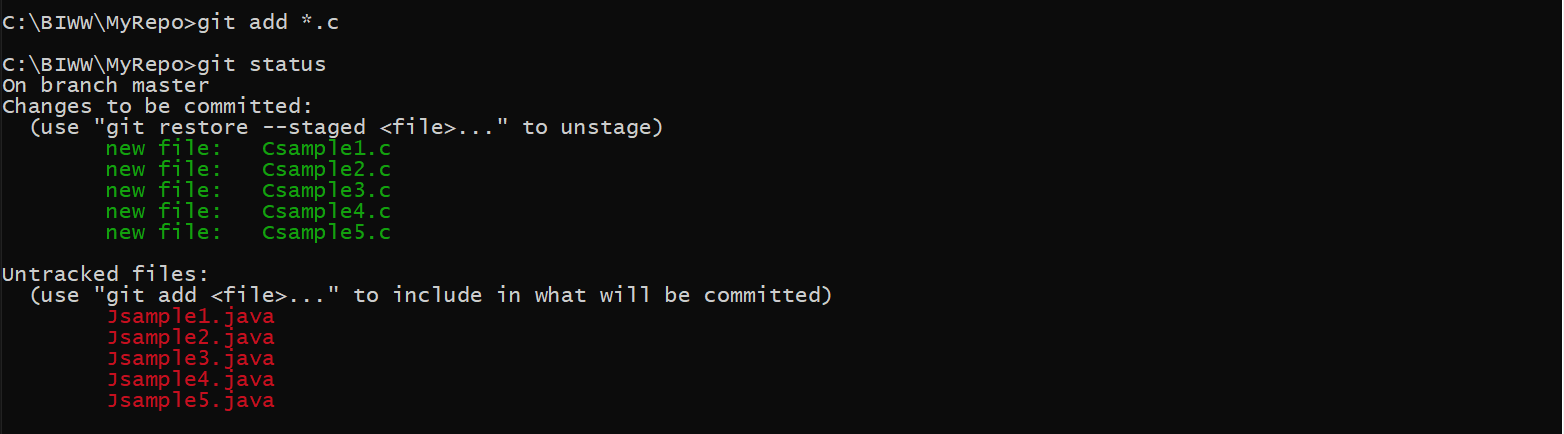 C:\BIWW\MyRepo>git add *.c
C:\BIWW\MyRepo>git status
On branch master
Changes to be committed:
  (use "git restore --staged <file>..." to unstage)
        new file:   Csample1.c
        new file:   Csample2.c
        new file:   Csample3.c
        new file:   Csample4.c
        new file:   Csample5.c
Untracked files:
  (use "git add <file>..." to include in what will be committed)
        Jsample1.java
        Jsample2.java
        Jsample3.java
        Jsample4.java
        Jsample5.java